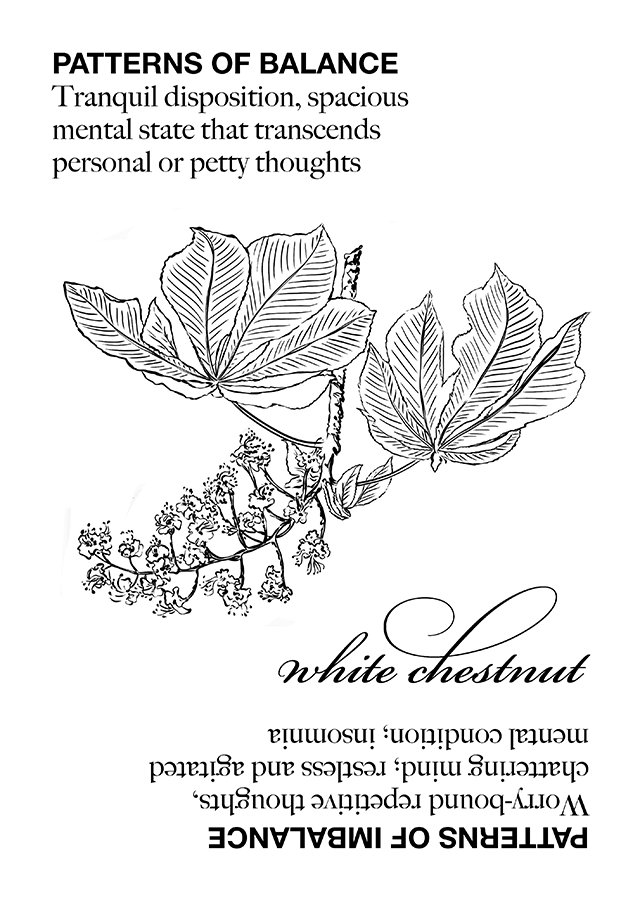 PATTERNS OF BALANCE
Tranquil disposition, spacious
mental state that transcends
personal or petty thoughts
white chestnut
PATTERNS OF IMBALANCE
Worry-bound repetitive thoughts,
chattering mind; restless and agitated
mental condition; insomnia